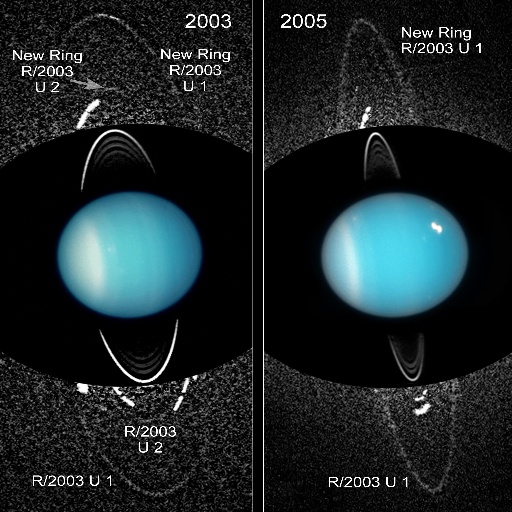 2003
New Ring
R/2003
U 2
New Ring
R/2003
U 1
R/2003
U 2
R/2003 U 1
2005
New Ring
R/2003 U 1
R/2003 U 1